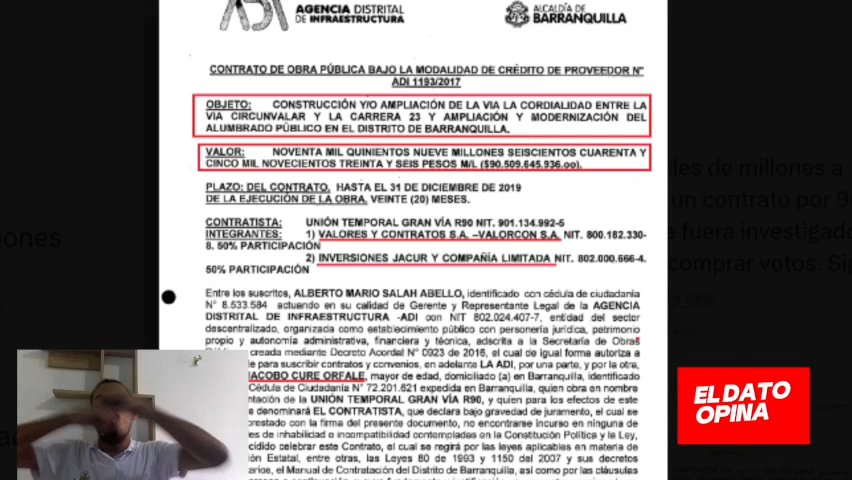 AGENCIA DISTRITAL
DE INFRAESTRUCTURA
ALCALDÍA DE
BARRANQUILLA
CONTRATO DE OBRA PÚBLICA BAJO LA MODALIDAD DE CRÉDITO DE PROVEEDOR N°
ADI 1193/2017
OBJETO: CONSTRUCCIÓN Y/O AMPLIACIÓN DE LA VIA LA CORDIALIDAD ENTRE LA
VIA CIRCUNVALAR Y LA CARRERA 23 Y AMPLIACIÓN Y MODERNIZACIÓN DEL
ALUMBRADO PÚBLICO EN EL DISTRITO DE BARRANQUILLA.
VALOR: NOVENTA MIL QUINIENTOS NUEVE MILLONES SEISCIENTOS CUARENTA Y
CINCO MIL NOVECIENTOS TREINTA Y SEIS PESOS M/L ($90.509.645.936.oo).
PLAZO: DEL CONTRATO. HASTA EL 31 DE DICIEMBRE DE 2019
DE LA EJECUCIÓN DE LA OBRA. VEINTE (20) MESES.
CONTRATISTA: UNIÓN TEMPORAL GRAN VÍA R90 NIT. 901.134.992-5
INTEGRANTES: 1) VALORES Y CONTRATOS S.A. –VALORCON S.A. NIT. 800.182.330-
8. 50% PARTICIPACIÓN
2) INVERSIONES JACUR Y COMPAÑÍA LIMITADA NIT. 802.000.666-4.
50% PARTICIPACIÓN
Entre los suscritos, ALBERTO MARIO SALAH ABELLO, identificado con cédula de ciudadanía
N° 8.533.584 actuando en su calidad de Gerente y Representante Legal de la AGENCIA
DISTRITAL DE INFRAESTRUCTURA -ADI con NIT 802.024.407-7, entidad del sector
descentralizado, organizada como establecimiento público con personería jurídica, patrimonio
propio y autonomía administrativa, financiera y técnica, adscrita a la Secretaría de Obras
creada mediante Decreto Acordal N° 0923 de 2016, el cual de igual forma autoriza a
para suscribir contratos y convenios, en adelante LA ADI, por una parte, y por la otra,
JACOBO CURE ORFALE, mayor de edad, domiciliado (a) en Barranquilla, identificado
Cédula de Ciudadanía N° 72.201.621 expedida en Barranquilla, quien obra en nombre
de la UNIÓN TEMPORAL GRAN VÍA R90, y quien para los efectos de este
denominará EL CONTRATISTA, que declara bajo gravedad de juramento, el cual se
con la firma del presente documento, no encontrarse incurso en ninguna de
de inhabilidad e incompatibilidad contempladas en la Constitución Política y la Ley,
celebrar este Contrato, el cual se regirá por las leyes aplicables en materia de
Estatal, entre otras, las Leyes 80 de 1993 y 1150 del 2007 y sus decretos
el Manual de Contratación del Distrito de Barranquilla, así como por las cláusulas
les de millones a
un contrato por 9
fuera investigado
comprar votos. Si
EL DATO
OPINA